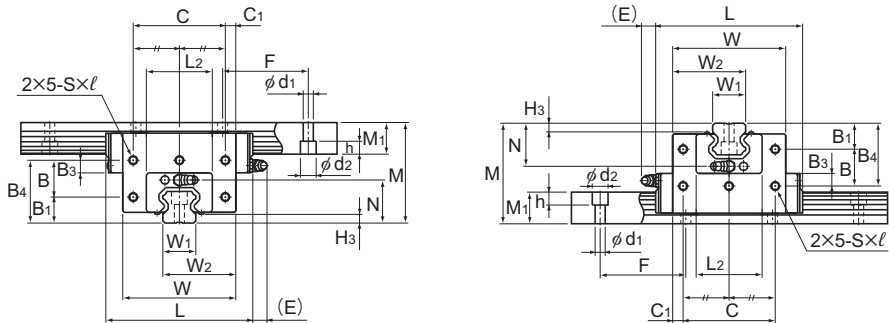 C C1
L2 F
ϕd1
2×5-S×ℓ
h M1
ϕd2 M
B3 B B4
B1 N
H3
W1
W2
W
L (E)
(E) L
W
W2
W1
H3
N
B1
B3 B4
M ϕd2
M1 h
ϕd1
2×5-S×ℓ
F L2
C1 C